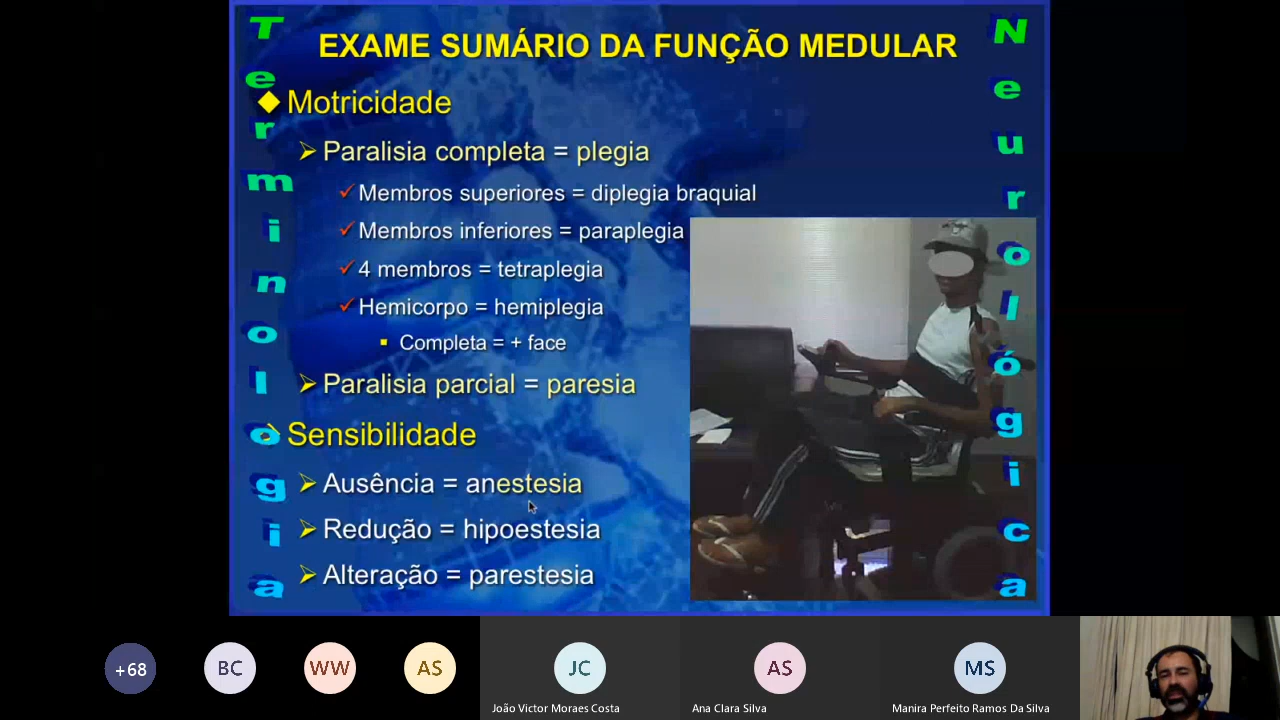 Terminologia
Neurológica
EXAME SUMÁRIO DA FUNÇÃO MEDULAR
Motricidade
Paralisia completa = plegia
Membros superiores = diplegia braquial
Membros inferiores = paraplegia
4 membros = tetraplegia
Hemicorpo = hemiplegia
Completa = + face
Paralisia parcial = paresia
Sensibilidade
Ausência = anestesia
Redução = hipoestesia
Alteração = parestesia
+68
BC
WW
AS
JC
João Victor Moraes Costa
AS
Ana Clara Silva
MS
Manira Perfeito Ramos Da Silva